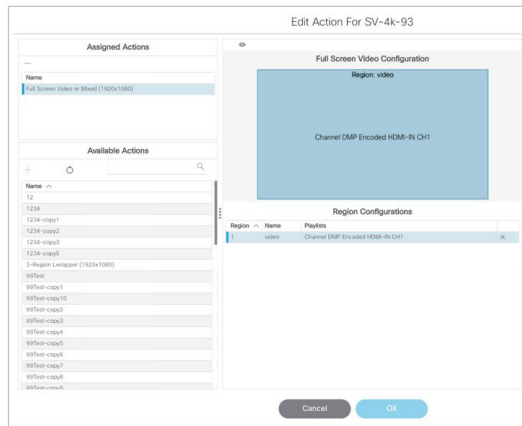 Edit Action For SV-4k-93
Assigned Actions
Name
Full Screen Video or Mixed (1920x1080)
Available Actions
Name
12
1234
1234-copy1
1234-copy2
1234-copy3
1234-copy5
3-Region Lwrapper (1920x1080)
99Test
99Test-copy1
99Test-copy10
99Test-copy2
99Test-copy3
99Test-copy4
99Test-copy5
99Test-copy6
99Test-copy7
99Test-copy8
99Test-copy9
Full Screen Video Configuration
Region: video
Channel DMP Encoded HDMI-IN CH1
Region Configurations
Region Name Playlists
1 video Channel DMP Encoded HDMI-IN CH1
Cancel OK